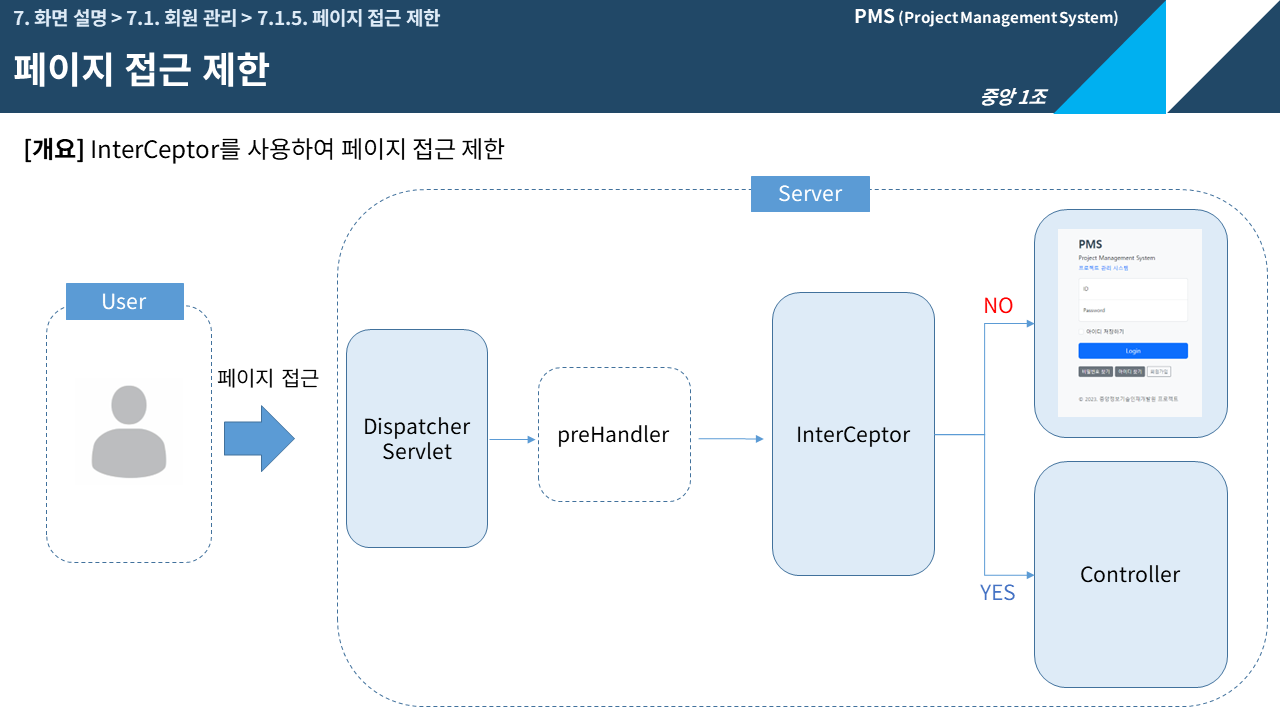 7. 화면 설명 > 7.1. 회원 관리 > 7.1.5. 페이지 접근 제한
PMS (Project Management System)
페이지 접근 제한
중앙 1조
[개요] InterCeptor를 사용하여 페이지 접근 제한
Server
User
페이지 접근
Dispatcher
Servlet
preHandler
InterCeptor
NO
YES
PMS
Project Management System
프로젝트 관리 시스템
ID
Password
아이디 저장하기
Login
비밀번호 찾기
아이디 찾기
회원가입
© 2023. 중앙정보기술인재개발원 프로젝트
Controller